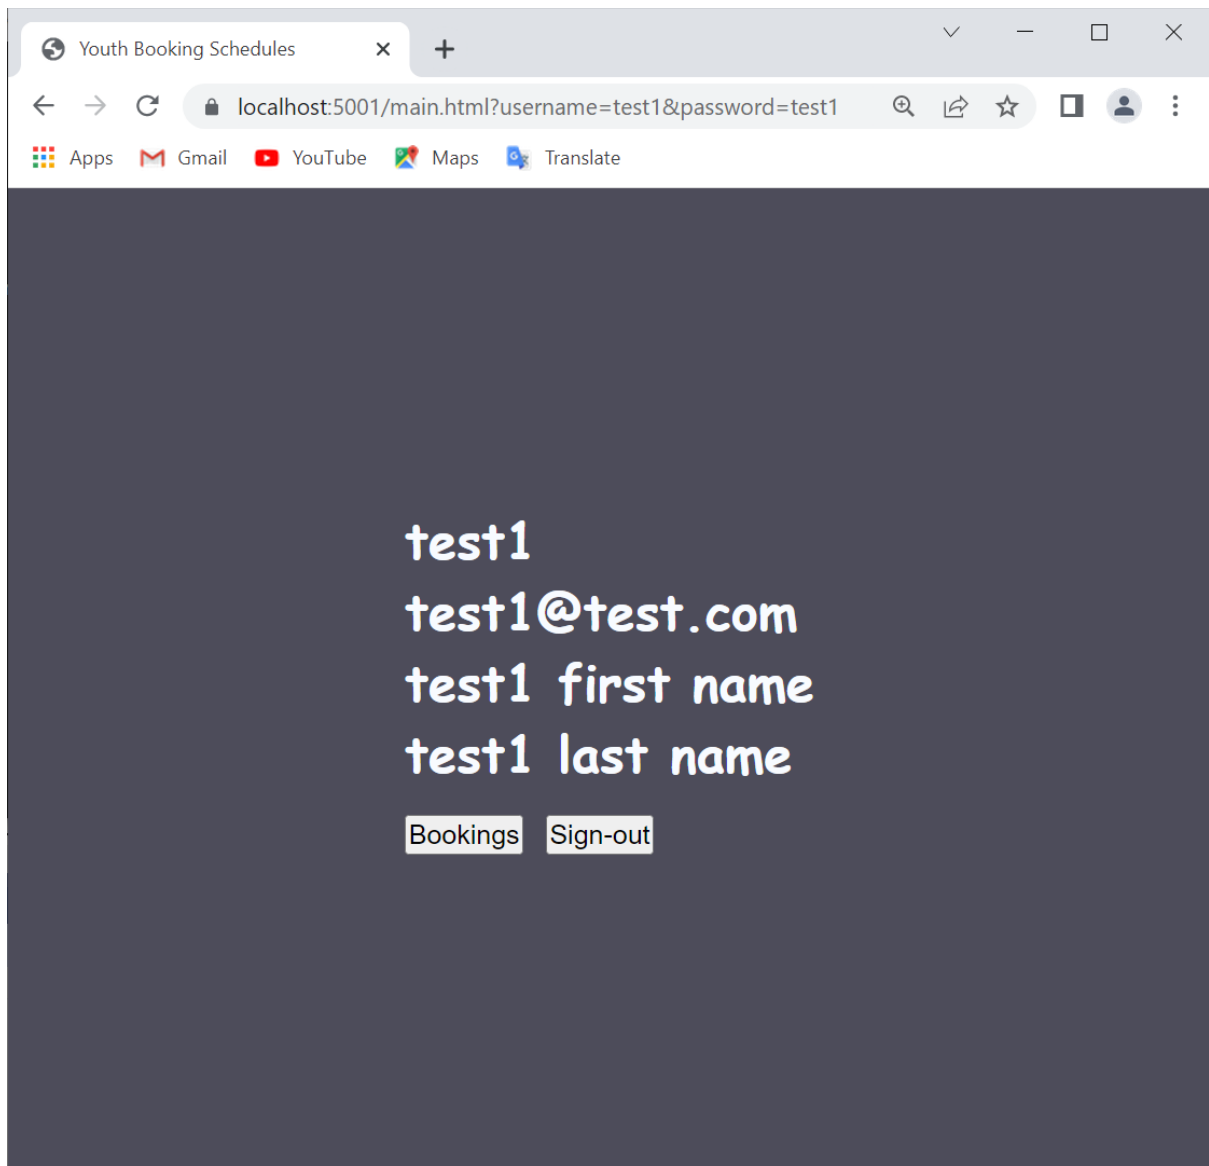 Youth Booking Schedules
localhost:5001/main.html?username=test1&password=test1
Apps Gmail YouTube Maps Translate
test1
test1@test.com
test1 first name
test1 last name
Bookings Sign-out